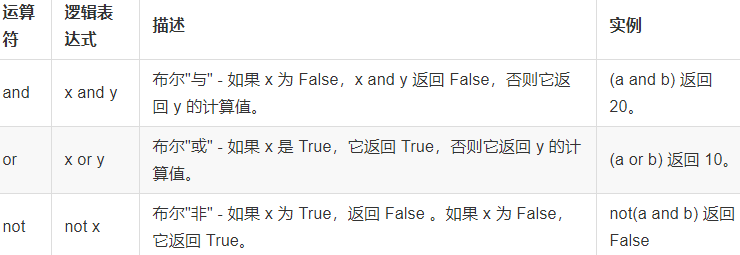 运算符 逻辑表达式 描述 实例
and x and y 布尔"与" - 如果 x 为 False，x and y 返回 False，否则它返回 y 的计算值。 (a and b) 返回 20。
or x or y 布尔"或" - 如果 x 是 True，它返回 True，否则它返回 y 的计算值。 (a or b) 返回 10。
not not x 布尔"非" - 如果 x 为 True，返回 False 。如果 x 为 False，它返回 True。 not(a and b) 返回 False